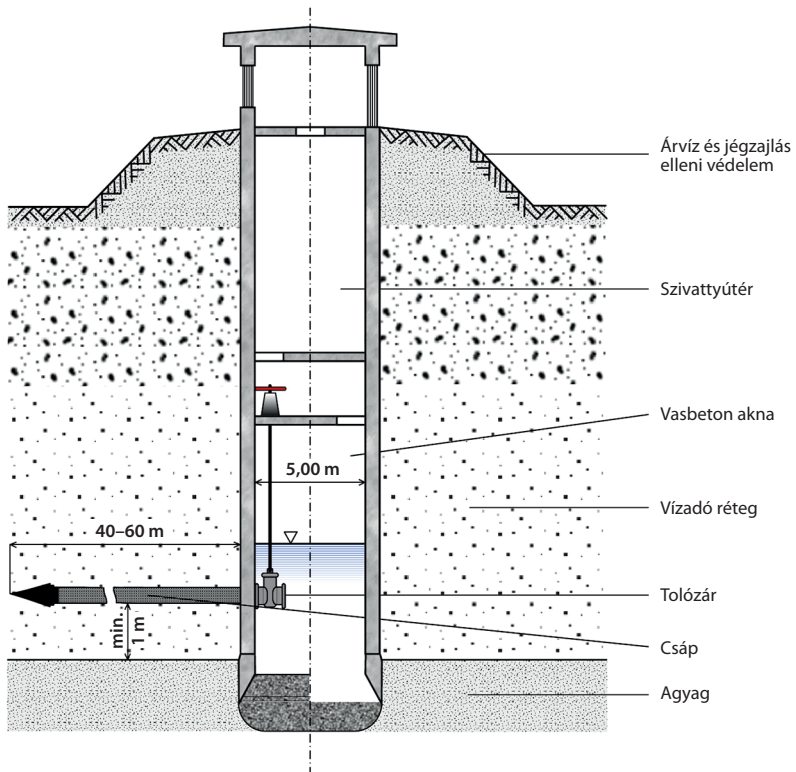 Árvíz és jégzajlás
elleni védelem
Szivattyútér
Vasbeton akna
5,00 m
Vízadó réteg
40–60 m
Tolózár
min.
1 m
Csáp
Agyag